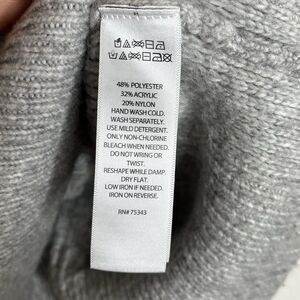 48% POLYESTER
32% ACRYLIC
20% NYLON
HAND WASH COLD.
WASH SEPARATELY.
USE MILD DETERGENT.
ONLY NON-CHLORINE
BLEACH WHEN NEEDED.
DO NOT WRING OR
TWIST.
RESHAPE WHILE DAMP.
DRY FLAT.
LOW IRON IF NEEDED.
IRON ON REVERSE.
RN# 75343